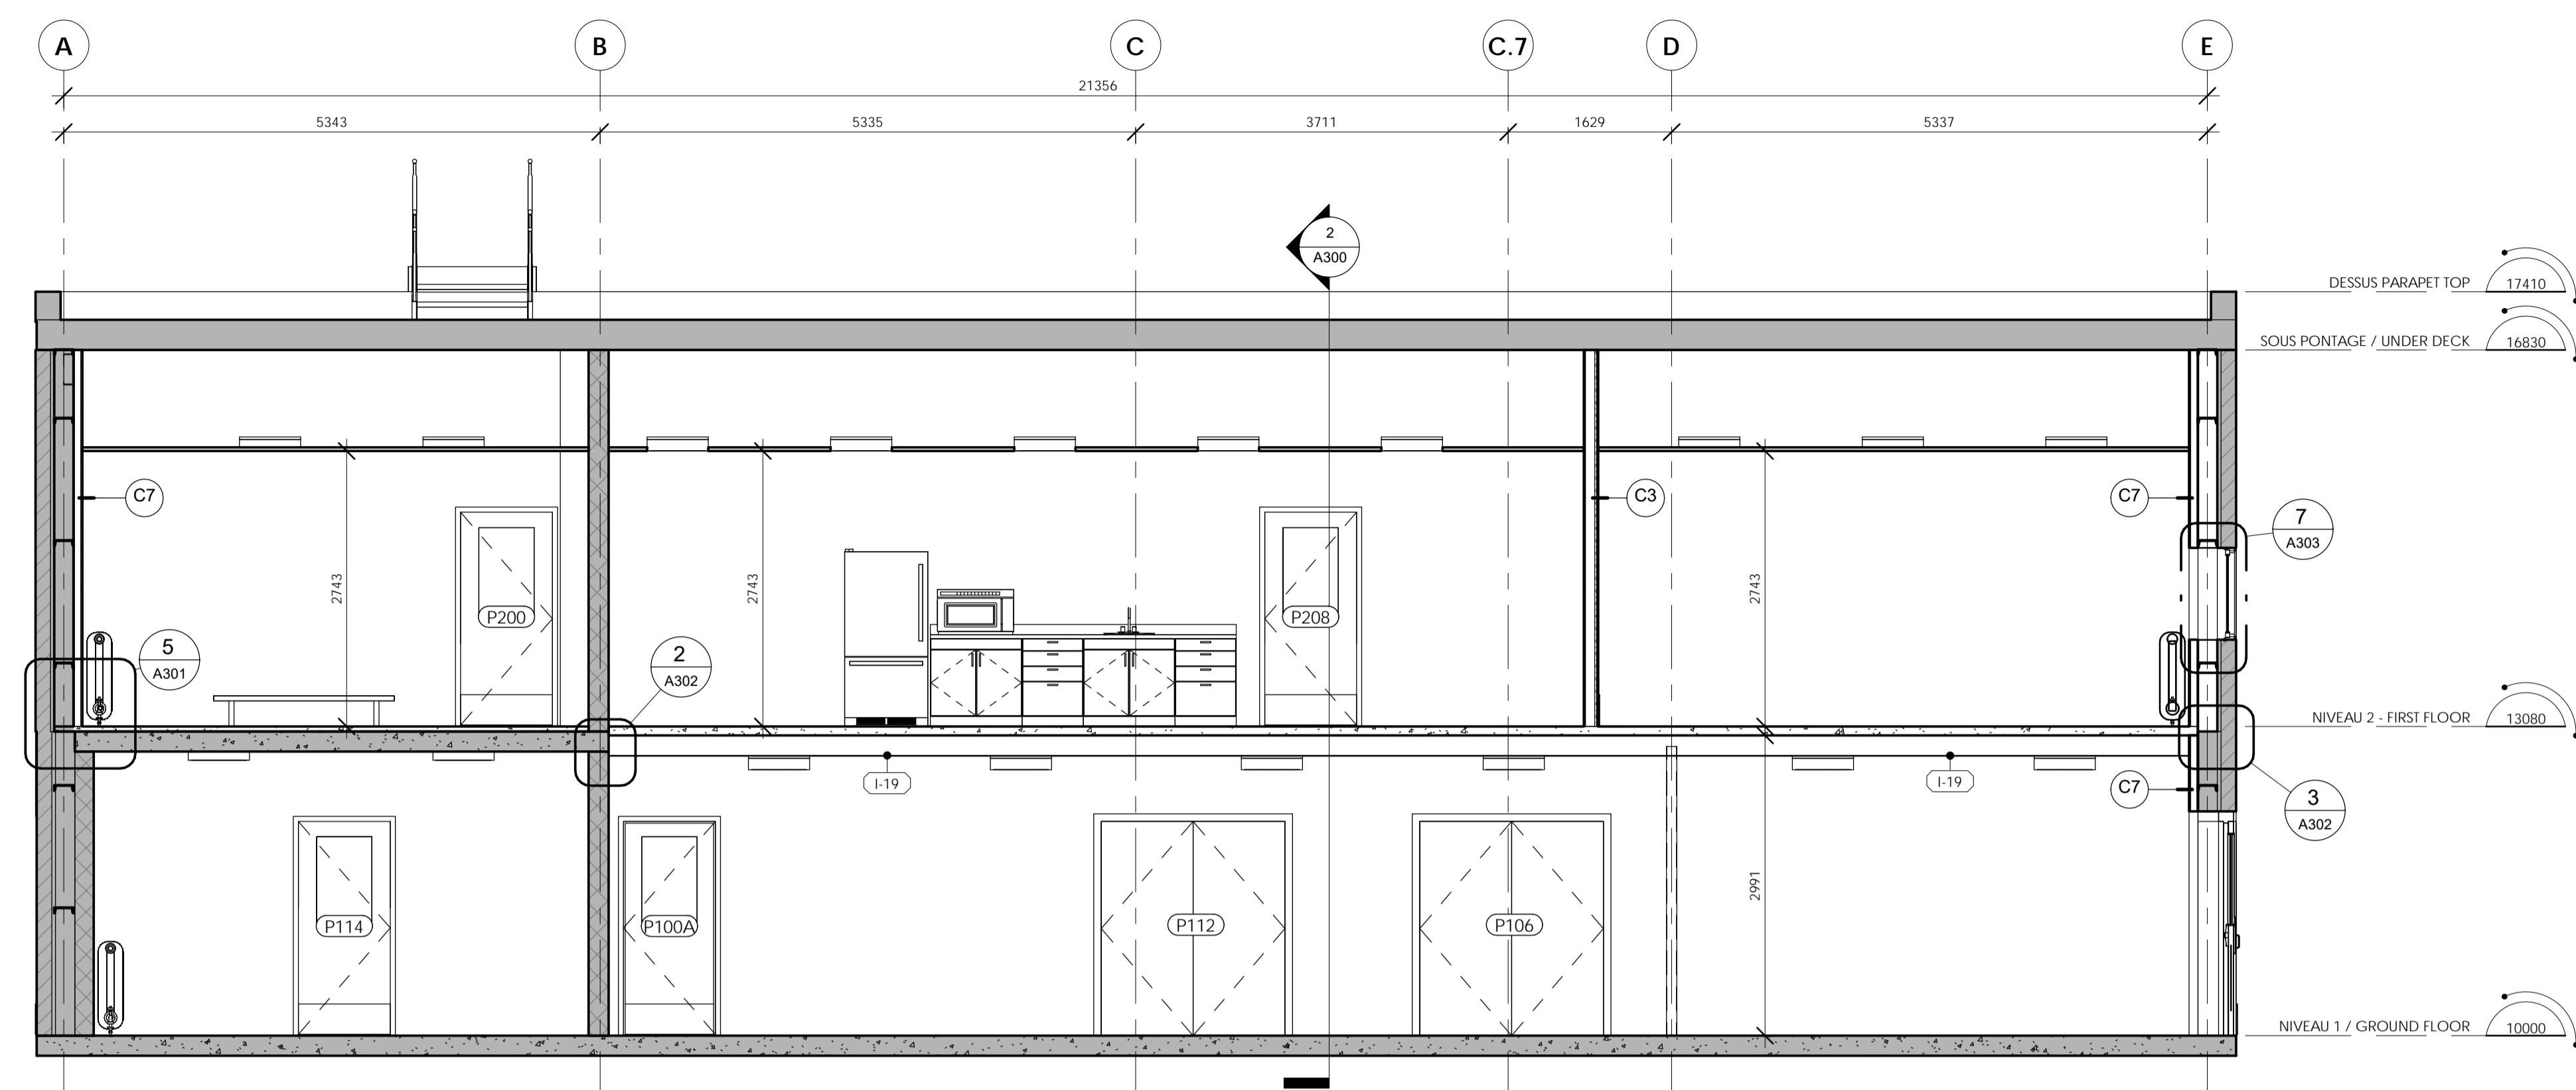 A B C C.7 D E
21356
5343 5335 3711 1629 5337
2
A300
DESSUS PARAPET TOP 17410
SOUS PONTAGE / UNDER DECK 16830
C7 C3 C7
7
A303
2743 2743 2743
P200 P208
5
A301
2
A302
NIVEAU 2 - FIRST FLOOR 13080
I-19 I-19
C7
3
A302
2991
P114 P100A P112 P106
NIVEAU 1 / GROUND FLOOR 10000